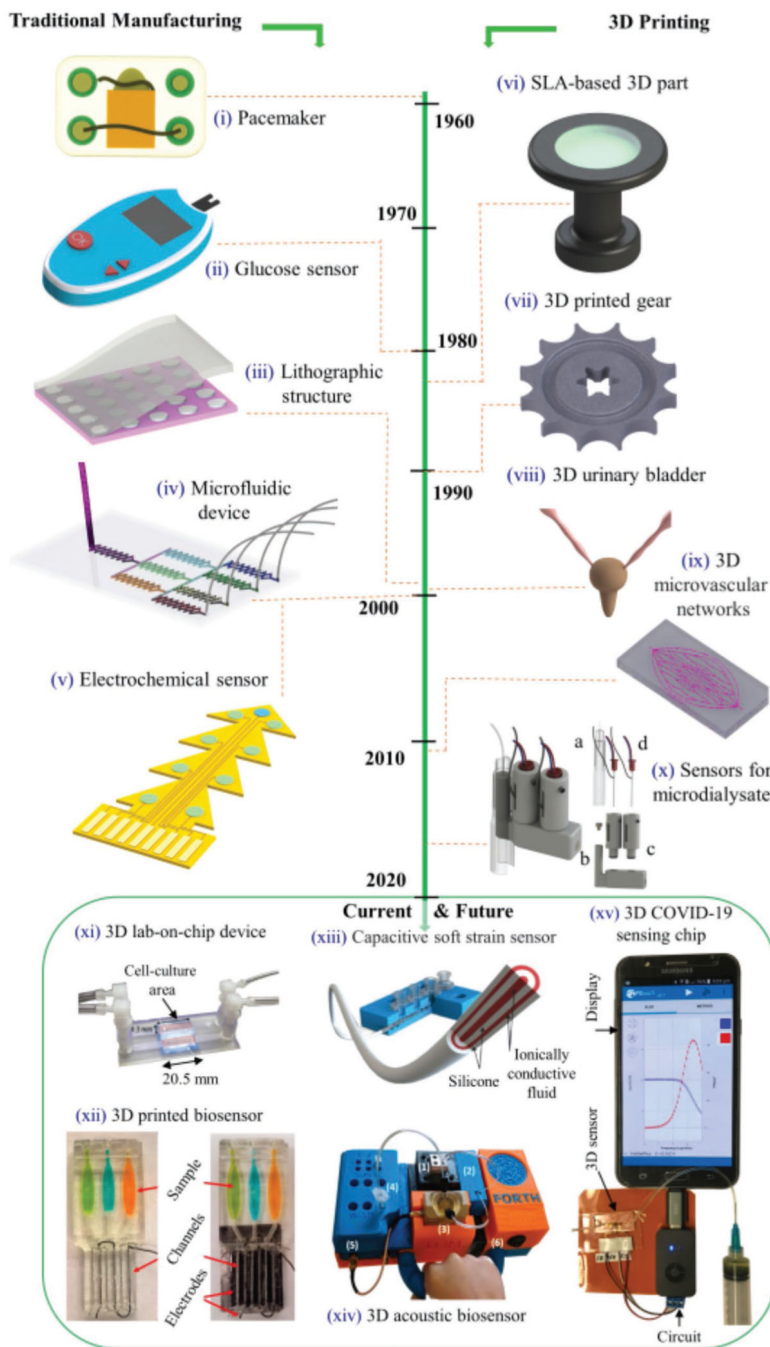 Traditional Manufacturing
3D Printing
(i) Pacemaker
(vi) SLA-based 3D part
1960
1970
(ii) Glucose sensor
(vii) 3D printed gear
1980
(iii) Lithographic
structure
1990
(viii) 3D urinary bladder
(iv) Microfluidic
device
(ix) 3D
microvascular
networks
2000
(v) Electrochemical sensor
2010
a
d
b
c
(x) Sensors for
microdialysate
2020
Current & Future
(xi) 3D lab-on-chip device
Cell-culture
area
20.5 mm
(xiii) Capacitive soft strain sensor
Silicone
Ionically
conductive
fluid
(xv) 3D COVID-19
sensing chip
Display
SAMSUNG
3D sensor
Circuit
(xii) 3D printed biosensor
Sample
Channels
Electrodes
(1)
(2)
(3)
(4)
(5)
(6)
FORTH
(xiv) 3D acoustic biosensor